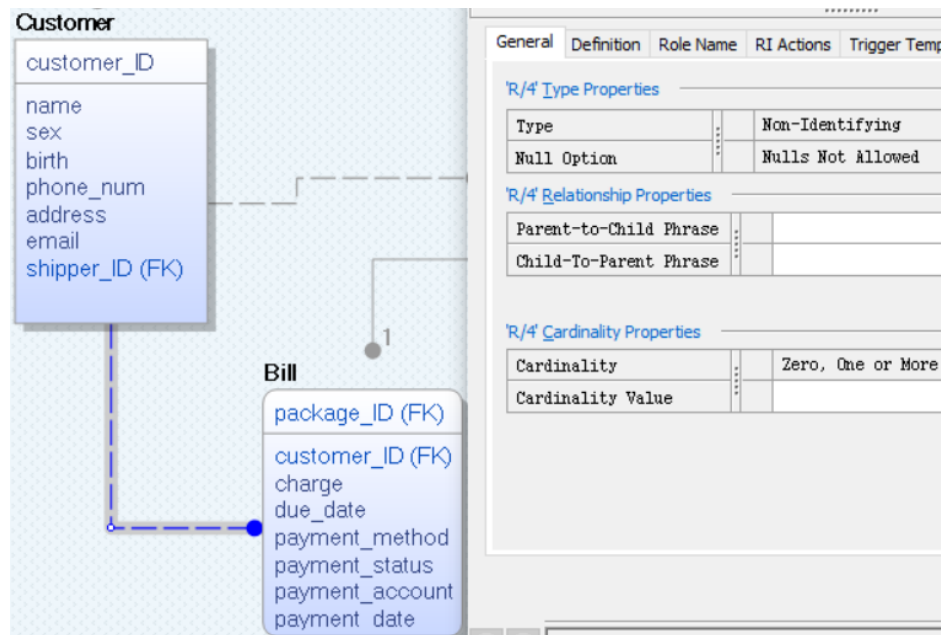 Customer
customer_ID
name
sex
birth
phone_num
address
email
shipper_ID (FK)
1
Bill
package_ID (FK)
customer_ID (FK)
charge
due_date
payment_method
payment_status
payment_account
payment_date
General Definition Role Name RI Actions Trigger Temp
'R/4' Type Properties
Type Non-Identifying
Null Option Nulls Not Allowed
'R/4' Relationship Properties
Parent-to-Child Phrase
Child-To-Parent Phrase
'R/4' Cardinality Properties
Cardinality Zero, One or More
Cardinality Value